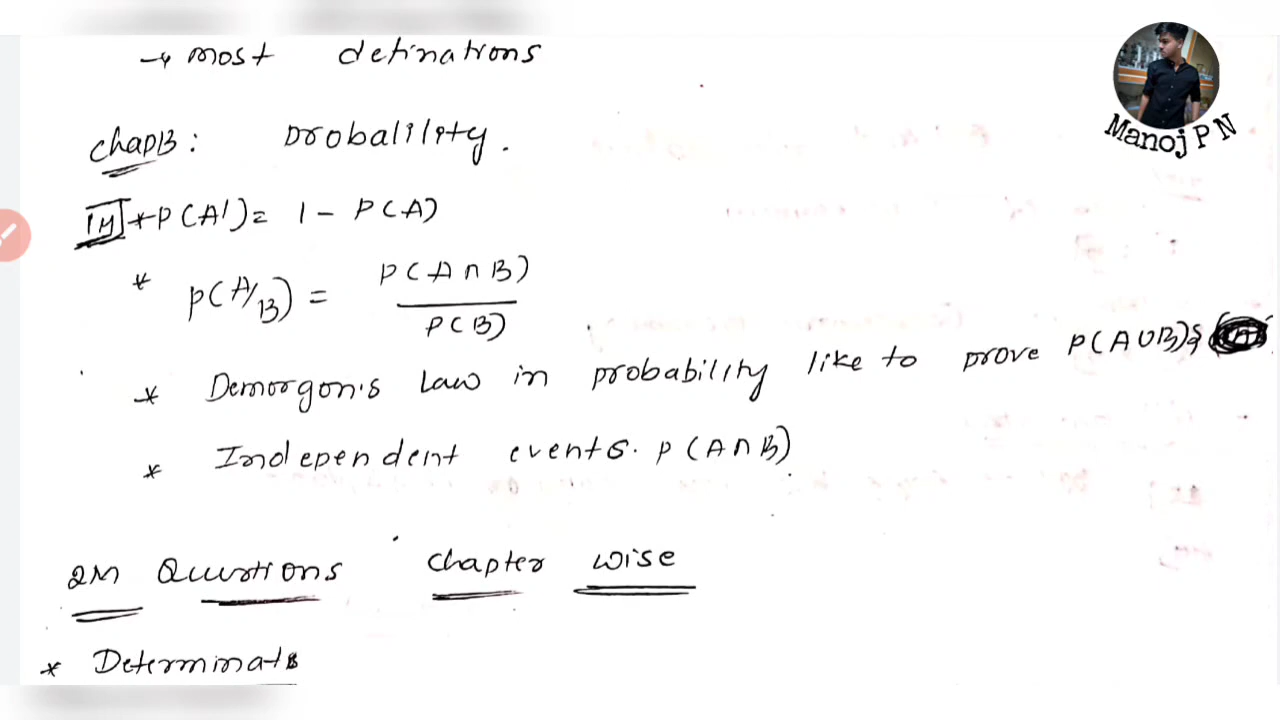 → most definations
Manoj P N
chap13: probability.
1M * P(A') = 1 - P(A)
* P(A/B) = P(A∩B)
P(B)
* Demorgon's Law in probability like to prove P(A∪B)
* Independent events. P(A∩B)
2M Questions chapter wise
* Determinats